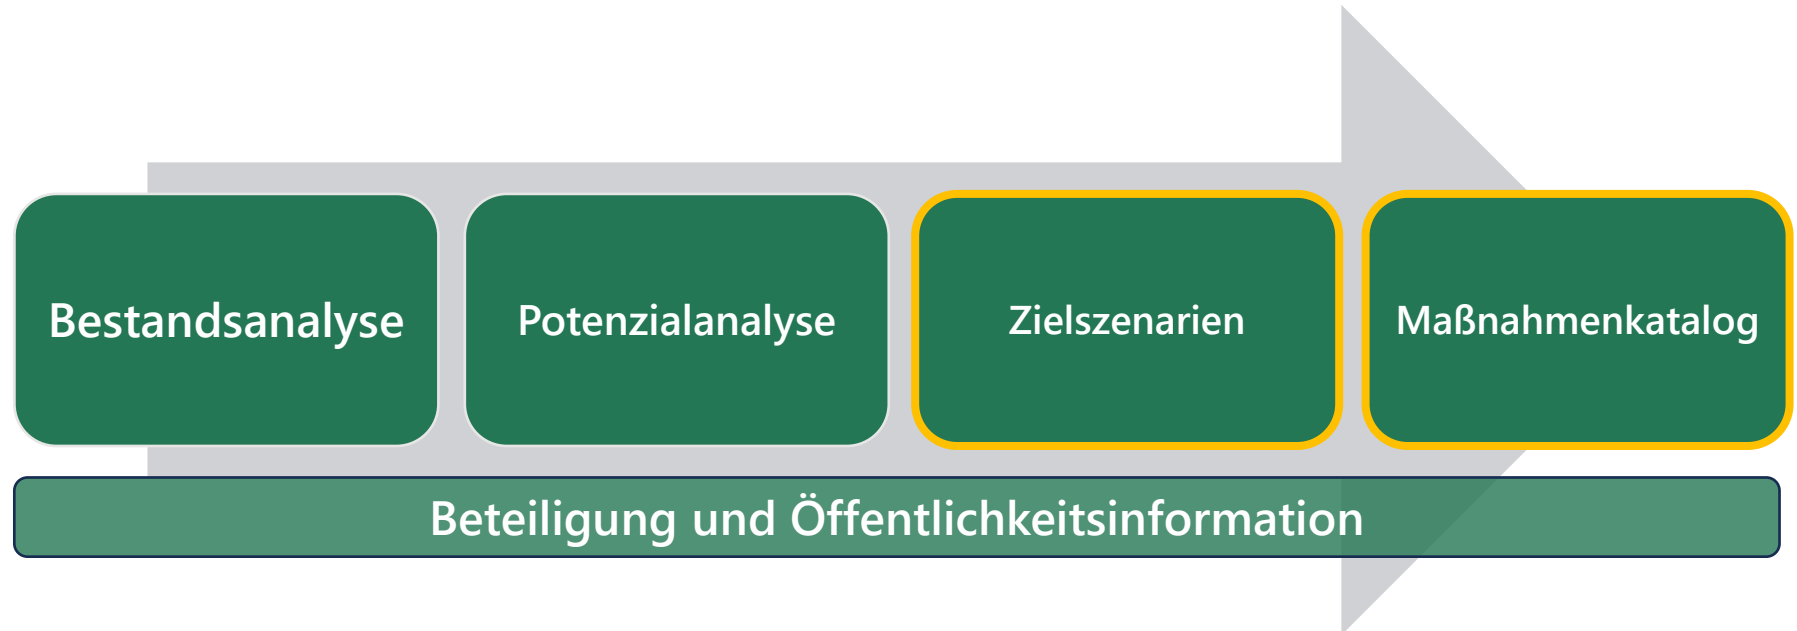 Bestandsanalyse
Potenzialanalyse
Zielszenarien
Maßnahmenkatalog
Beteiligung und Öffentlichkeitsinformation